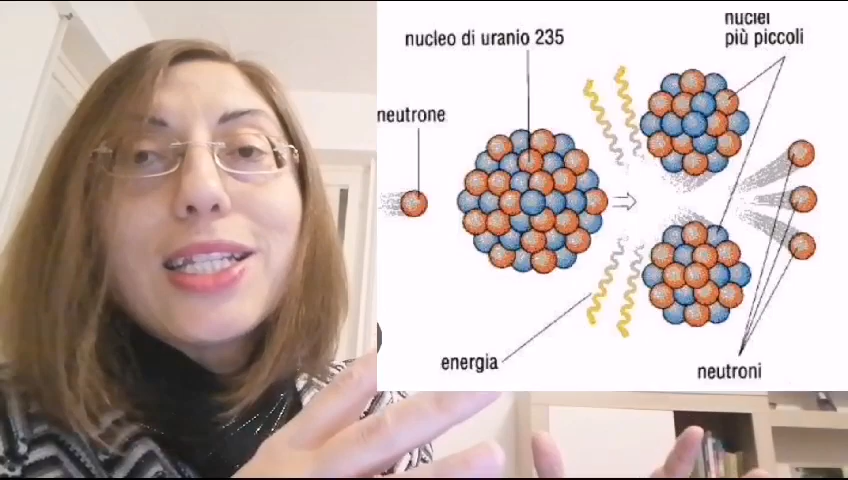 nuclei
più piccoli
nucleo di uranio 235
neutrone
energia
neutroni